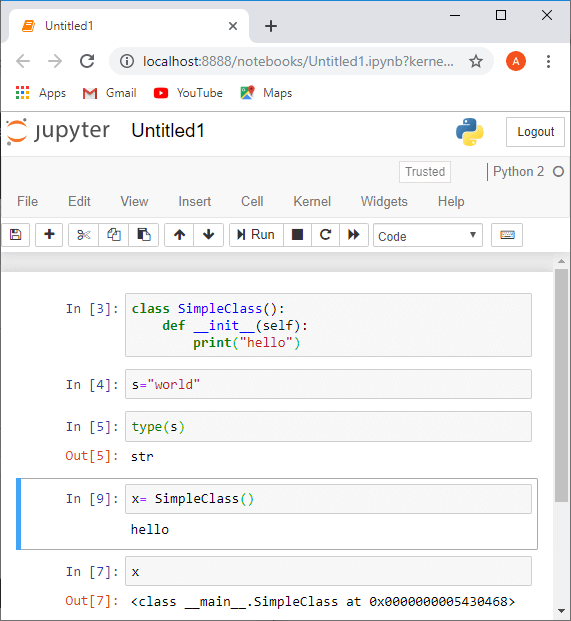 Untitled1
localhost:8888/notebooks/Untitled1.ipynb?kerne...
A
Apps Gmail YouTube Maps
jupyter Untitled1 Logout
Trusted Python 2
File Edit View Insert Cell Kernel Widgets Help
Run Code
In [3]: class SimpleClass():
def __init__(self):
print("hello")
In [4]: s="world"
In [5]: type(s)
Out[5]: str
In [9]: x= SimpleClass()
hello
In [7]: x
Out[7]: <class __main__.SimpleClass at 0x0000000005430468>